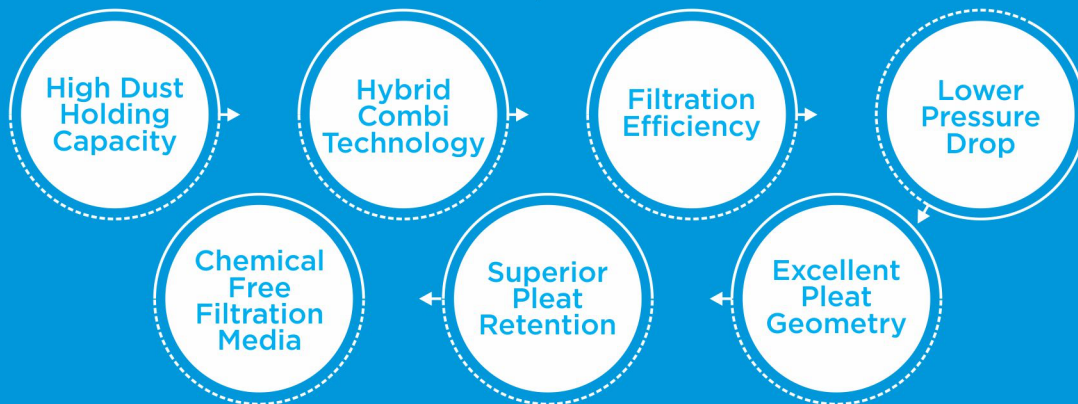 High Dust
Holding
Capacity
Hybrid
Combi
Technology
Filtration
Efficiency
Lower
Pressure
Drop
Excellent
Pleat
Geometry
Superior
Pleat
Retention
Chemical
Free
Filtration
Media